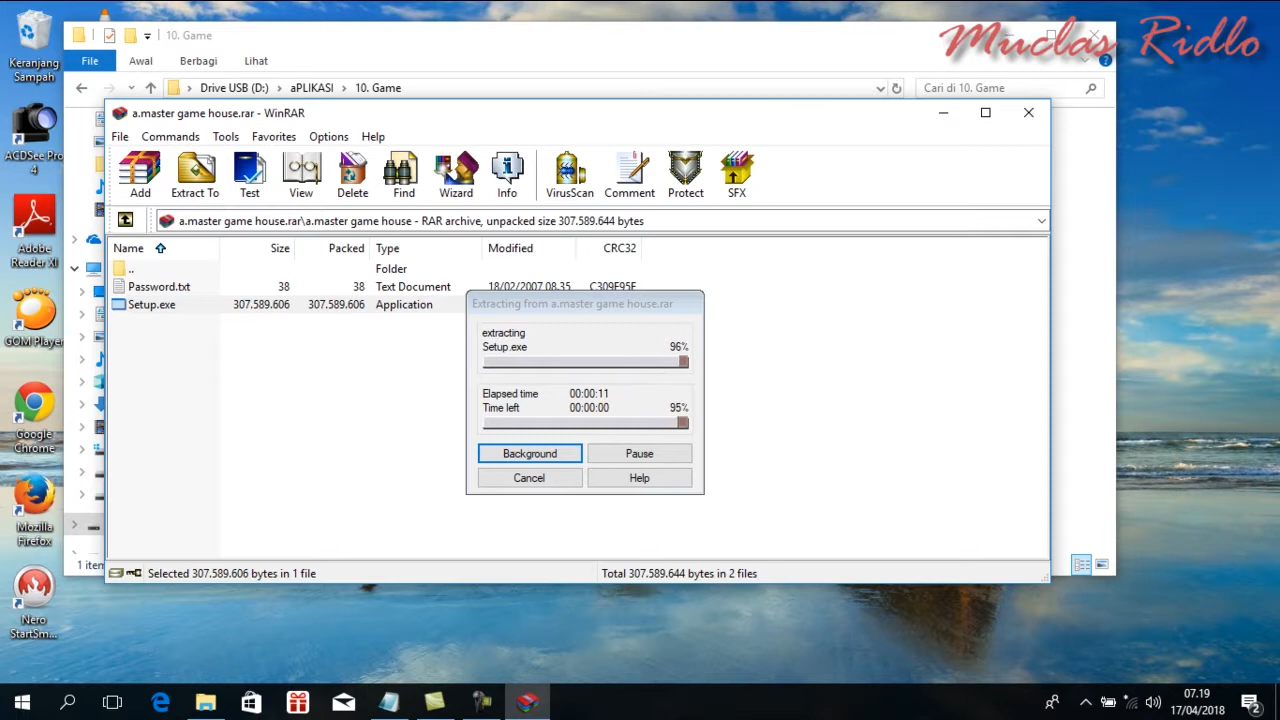 Muclas Ridlo
Keranjang
Sampah
10. Game
File
Awal
Berbagi
Lihat
Drive USB (D:)
aPLIKASI
10. Game
Cari di 10. Game
a.master game house.rar - WinRAR
File
Commands
Tools
Favorites
Options
Help
Add
Extract To
Test
View
Delete
Find
Wizard
Info
VirusScan
Comment
Protect
SFX
a.master game house.rar\a.master game house - RAR archive, unpacked size 307.589.644 bytes
Name
Size
Packed
Type
Modified
CRC32
..
Folder
Password.txt
38
38
Text Document
18/02/2007 08.35
C309F95F
Setup.exe
307.589.606
307.589.606
Application
Extracting from a.master game house.rar
extracting
Setup.exe
96%
Elapsed time
00:00:11
Time left
00:00:00
95%
Background
Pause
Cancel
Help
Selected 307.589.606 bytes in 1 file
Total 307.589.644 bytes in 2 files
1 item
ACDSee Pro
4
Adobe
Reader XI
GOM Player
Google
Chrome
Mozilla
Firefox
Nero
StartSm...
07.19
17/04/2018
2